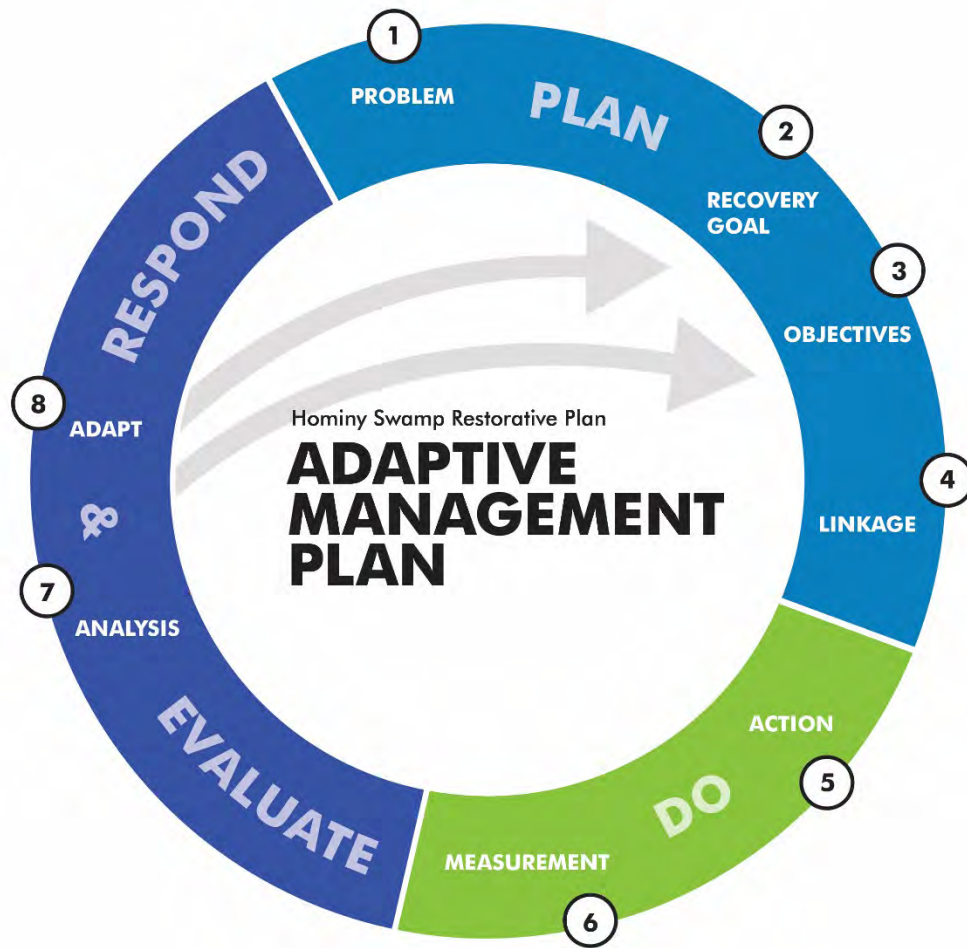 1
PROBLEM
PLAN
2
RECOVERY
GOAL
3
OBJECTIVES
4
LINKAGE
ACTION
5
DO
MEASUREMENT
6
EVALUATE
ANALYSIS
7
&
ADAPT
8
RESPOND
Hominy Swamp Restorative Plan
ADAPTIVE
MANAGEMENT
PLAN